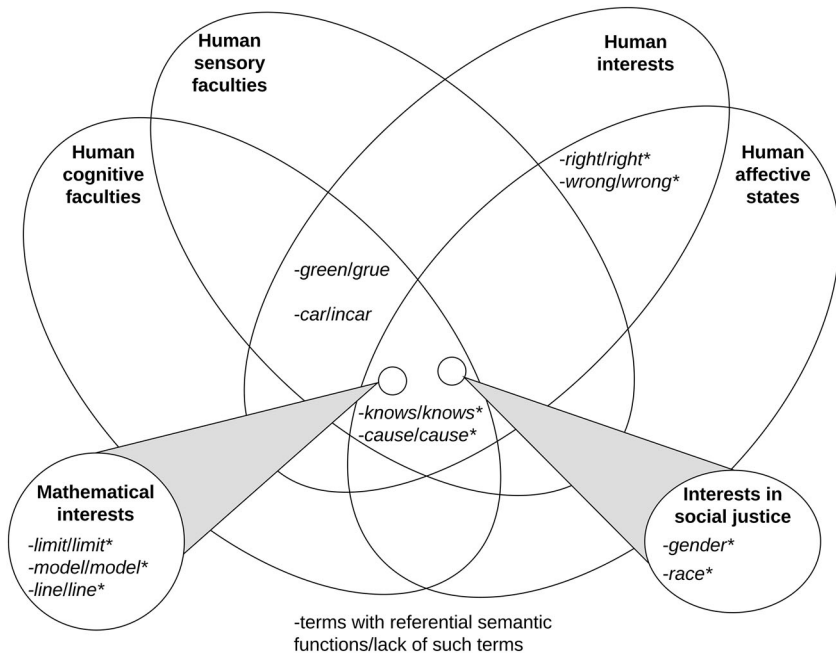 Human
sensory
faculties
Human
interests
Human
cognitive
faculties
-right/right*
-wrong/wrong*
Human
affective
states
-green/grue
-car/incar
-knows/knows*
-cause/cause*
Mathematical
interests
-limit/limit*
-model/model*
-line/line*
Interests in
social justice
-gender*
-race*
-terms with referential semantic
functions/lack of such terms